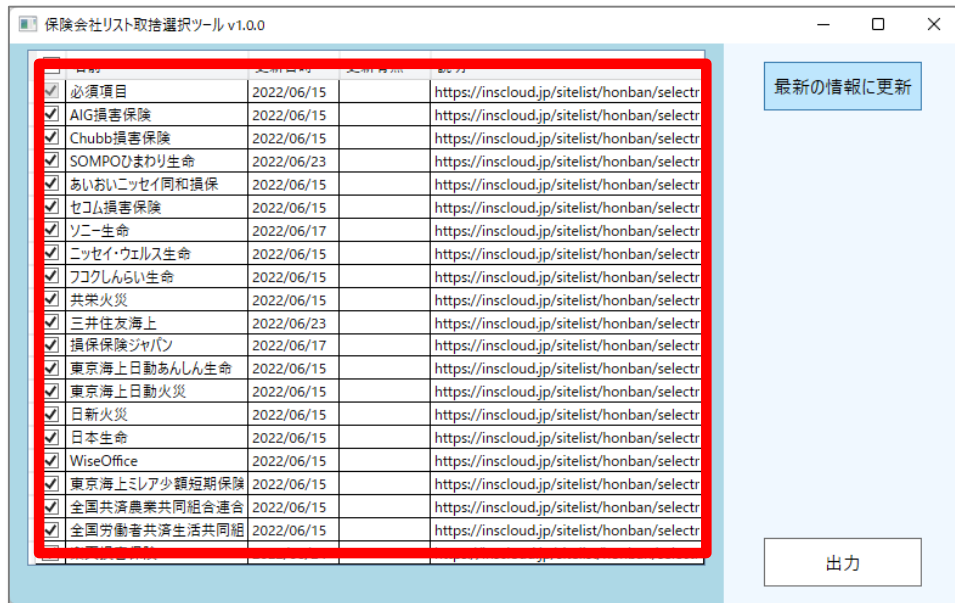 保険会社リスト取捨選択ツール v1.0.0
最新の情報に更新
必須項目 2022/06/15 https://inscloud.jp/sitelist/honban/selectr
AIG損害保険 2022/06/15 https://inscloud.jp/sitelist/honban/selectr
Chubb損害保険 2022/06/15 https://inscloud.jp/sitelist/honban/selectr
SOMPOひまわり生命 2022/06/23 https://inscloud.jp/sitelist/honban/selectr
あいおいニッセイ同和損保 2022/06/15 https://inscloud.jp/sitelist/honban/selectr
セコム損害保険 2022/06/15 https://inscloud.jp/sitelist/honban/selectr
ソニー生命 2022/06/17 https://inscloud.jp/sitelist/honban/selectr
ニッセイ・ウェルス生命 2022/06/15 https://inscloud.jp/sitelist/honban/selectr
フコクしんらい生命 2022/06/15 https://inscloud.jp/sitelist/honban/selectr
共栄火災 2022/06/15 https://inscloud.jp/sitelist/honban/selectr
三井住友海上 2022/06/23 https://inscloud.jp/sitelist/honban/selectr
損保保険ジャパン 2022/06/17 https://inscloud.jp/sitelist/honban/selectr
東京海上日動あんしん生命 2022/06/15 https://inscloud.jp/sitelist/honban/selectr
東京海上日動火災 2022/06/15 https://inscloud.jp/sitelist/honban/selectr
日新火災 2022/06/15 https://inscloud.jp/sitelist/honban/selectr
日本生命 2022/06/15 https://inscloud.jp/sitelist/honban/selectr
WiseOffice 2022/06/15 https://inscloud.jp/sitelist/honban/selectr
東京海上ミレア少額短期保険 2022/06/15 https://inscloud.jp/sitelist/honban/selectr
全国共済農業共同組合連合 2022/06/15 https://inscloud.jp/sitelist/honban/selectr
全国労働者共済生活共同組 2022/06/15 https://inscloud.jp/sitelist/honban/selectr
出力